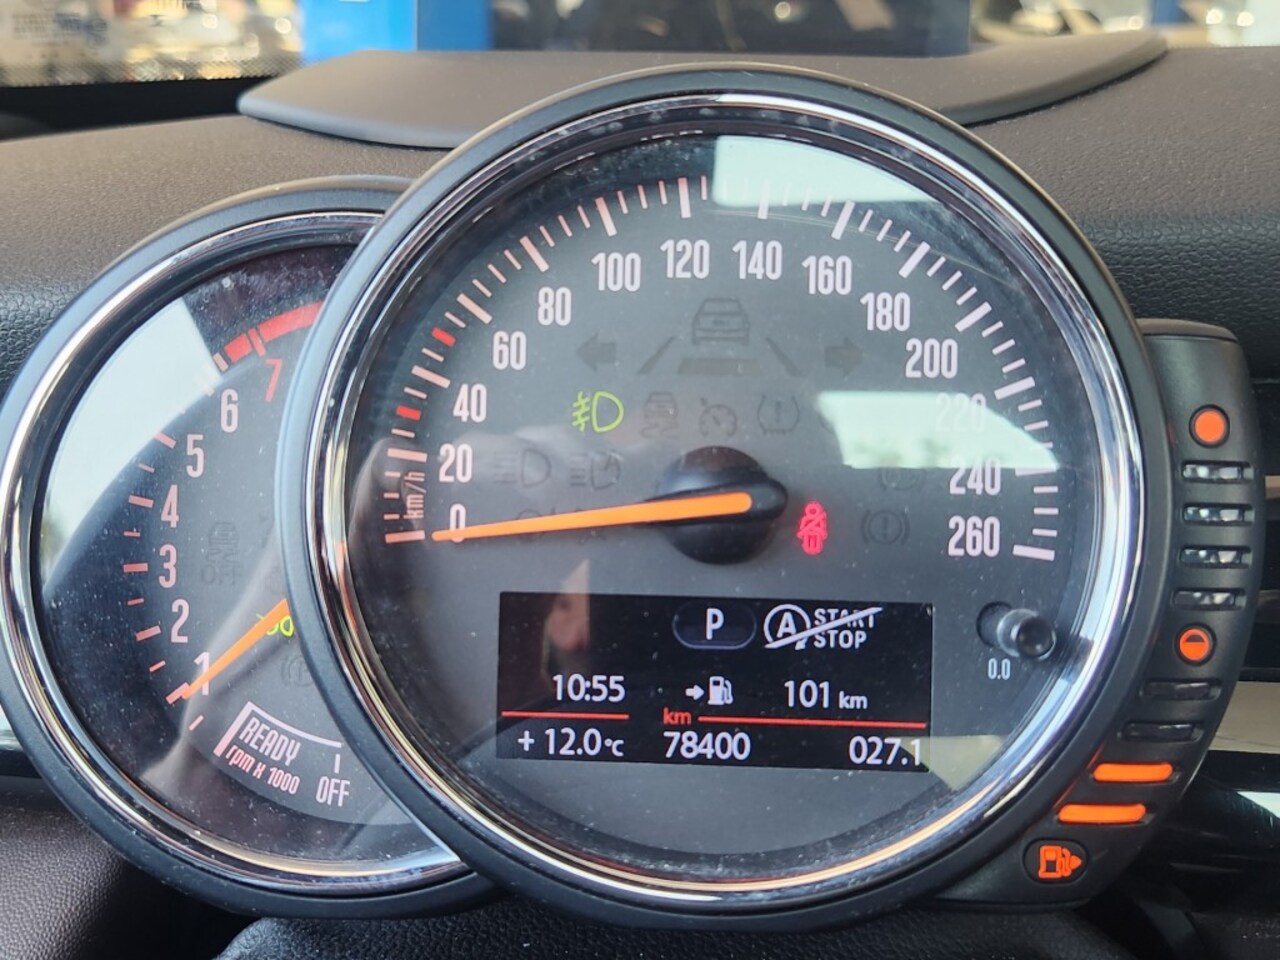 120
100 140
80 160
60 180
40 200
20 220
km/h 240
0 260
7
6
5
4
3
2
1
READY
rpm x 1000
OFF
OFF
P A START STOP
10:55 101 km
km
+ 12.0°C 78400 027.1
0.0